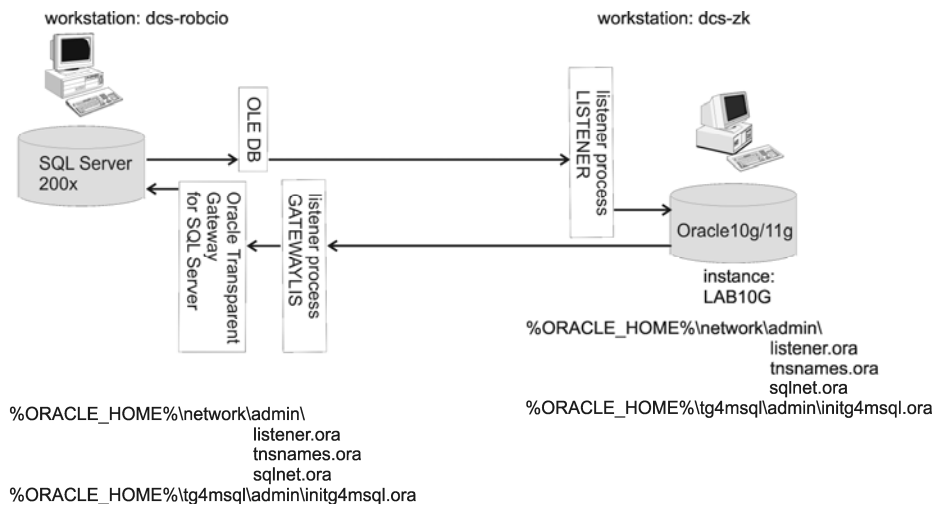 workstation: dcs-robcio
workstation: dcs-zk
SQL Server
200x
OLE DB
listener process
LISTENER
Oracle Transparent
Gateway
for SQL Server
listener process
GATEWAYLIS
Oracle10g/11g
instance:
LAB10G
%ORACLE_HOME%\network\admin\
listener.ora
tnsnames.ora
sqlnet.ora
%ORACLE_HOME%\tg4msql\admin\initg4msql.ora
%ORACLE_HOME%\network\admin\
listener.ora
tnsnames.ora
sqlnet.ora
%ORACLE_HOME%\tg4msql\admin\initg4msql.ora